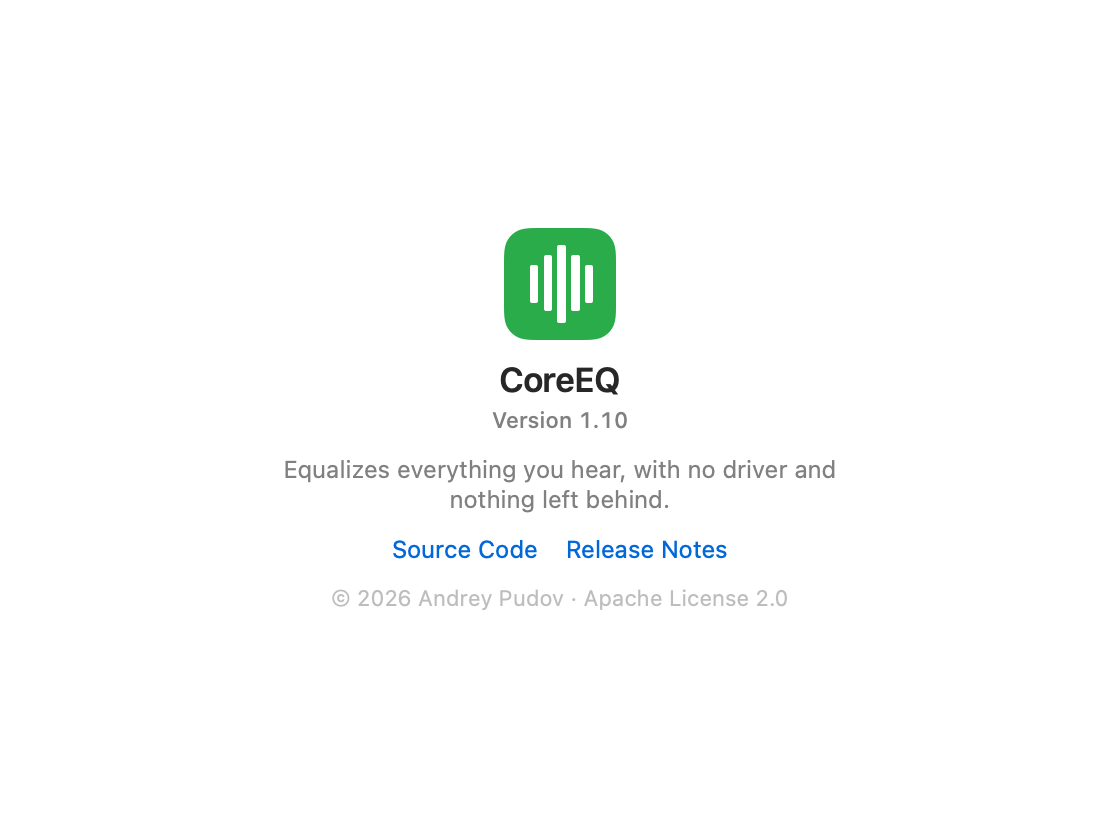 CoreEQ
Version 1.10
Equalizes everything you hear, with no driver and
nothing left behind.
Source Code Release Notes
© 2026 Andrey Pudov · Apache License 2.0